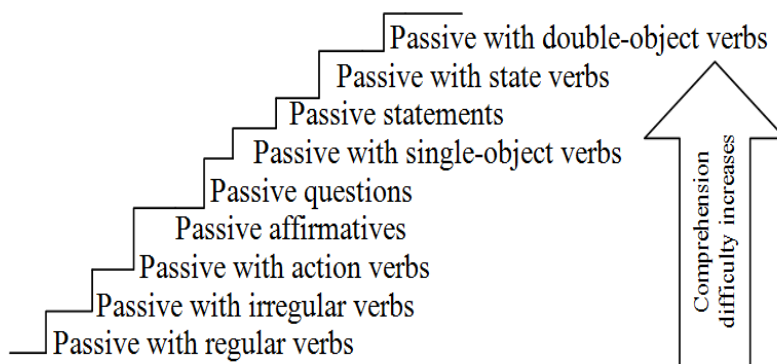 Passive with double-object verbs
Passive with state verbs
Passive statements
Passive with single-object verbs
Passive questions
Passive affirmatives
Passive with action verbs
Passive with irregular verbs
Passive with regular verbs
Comprehension
difficulty increases